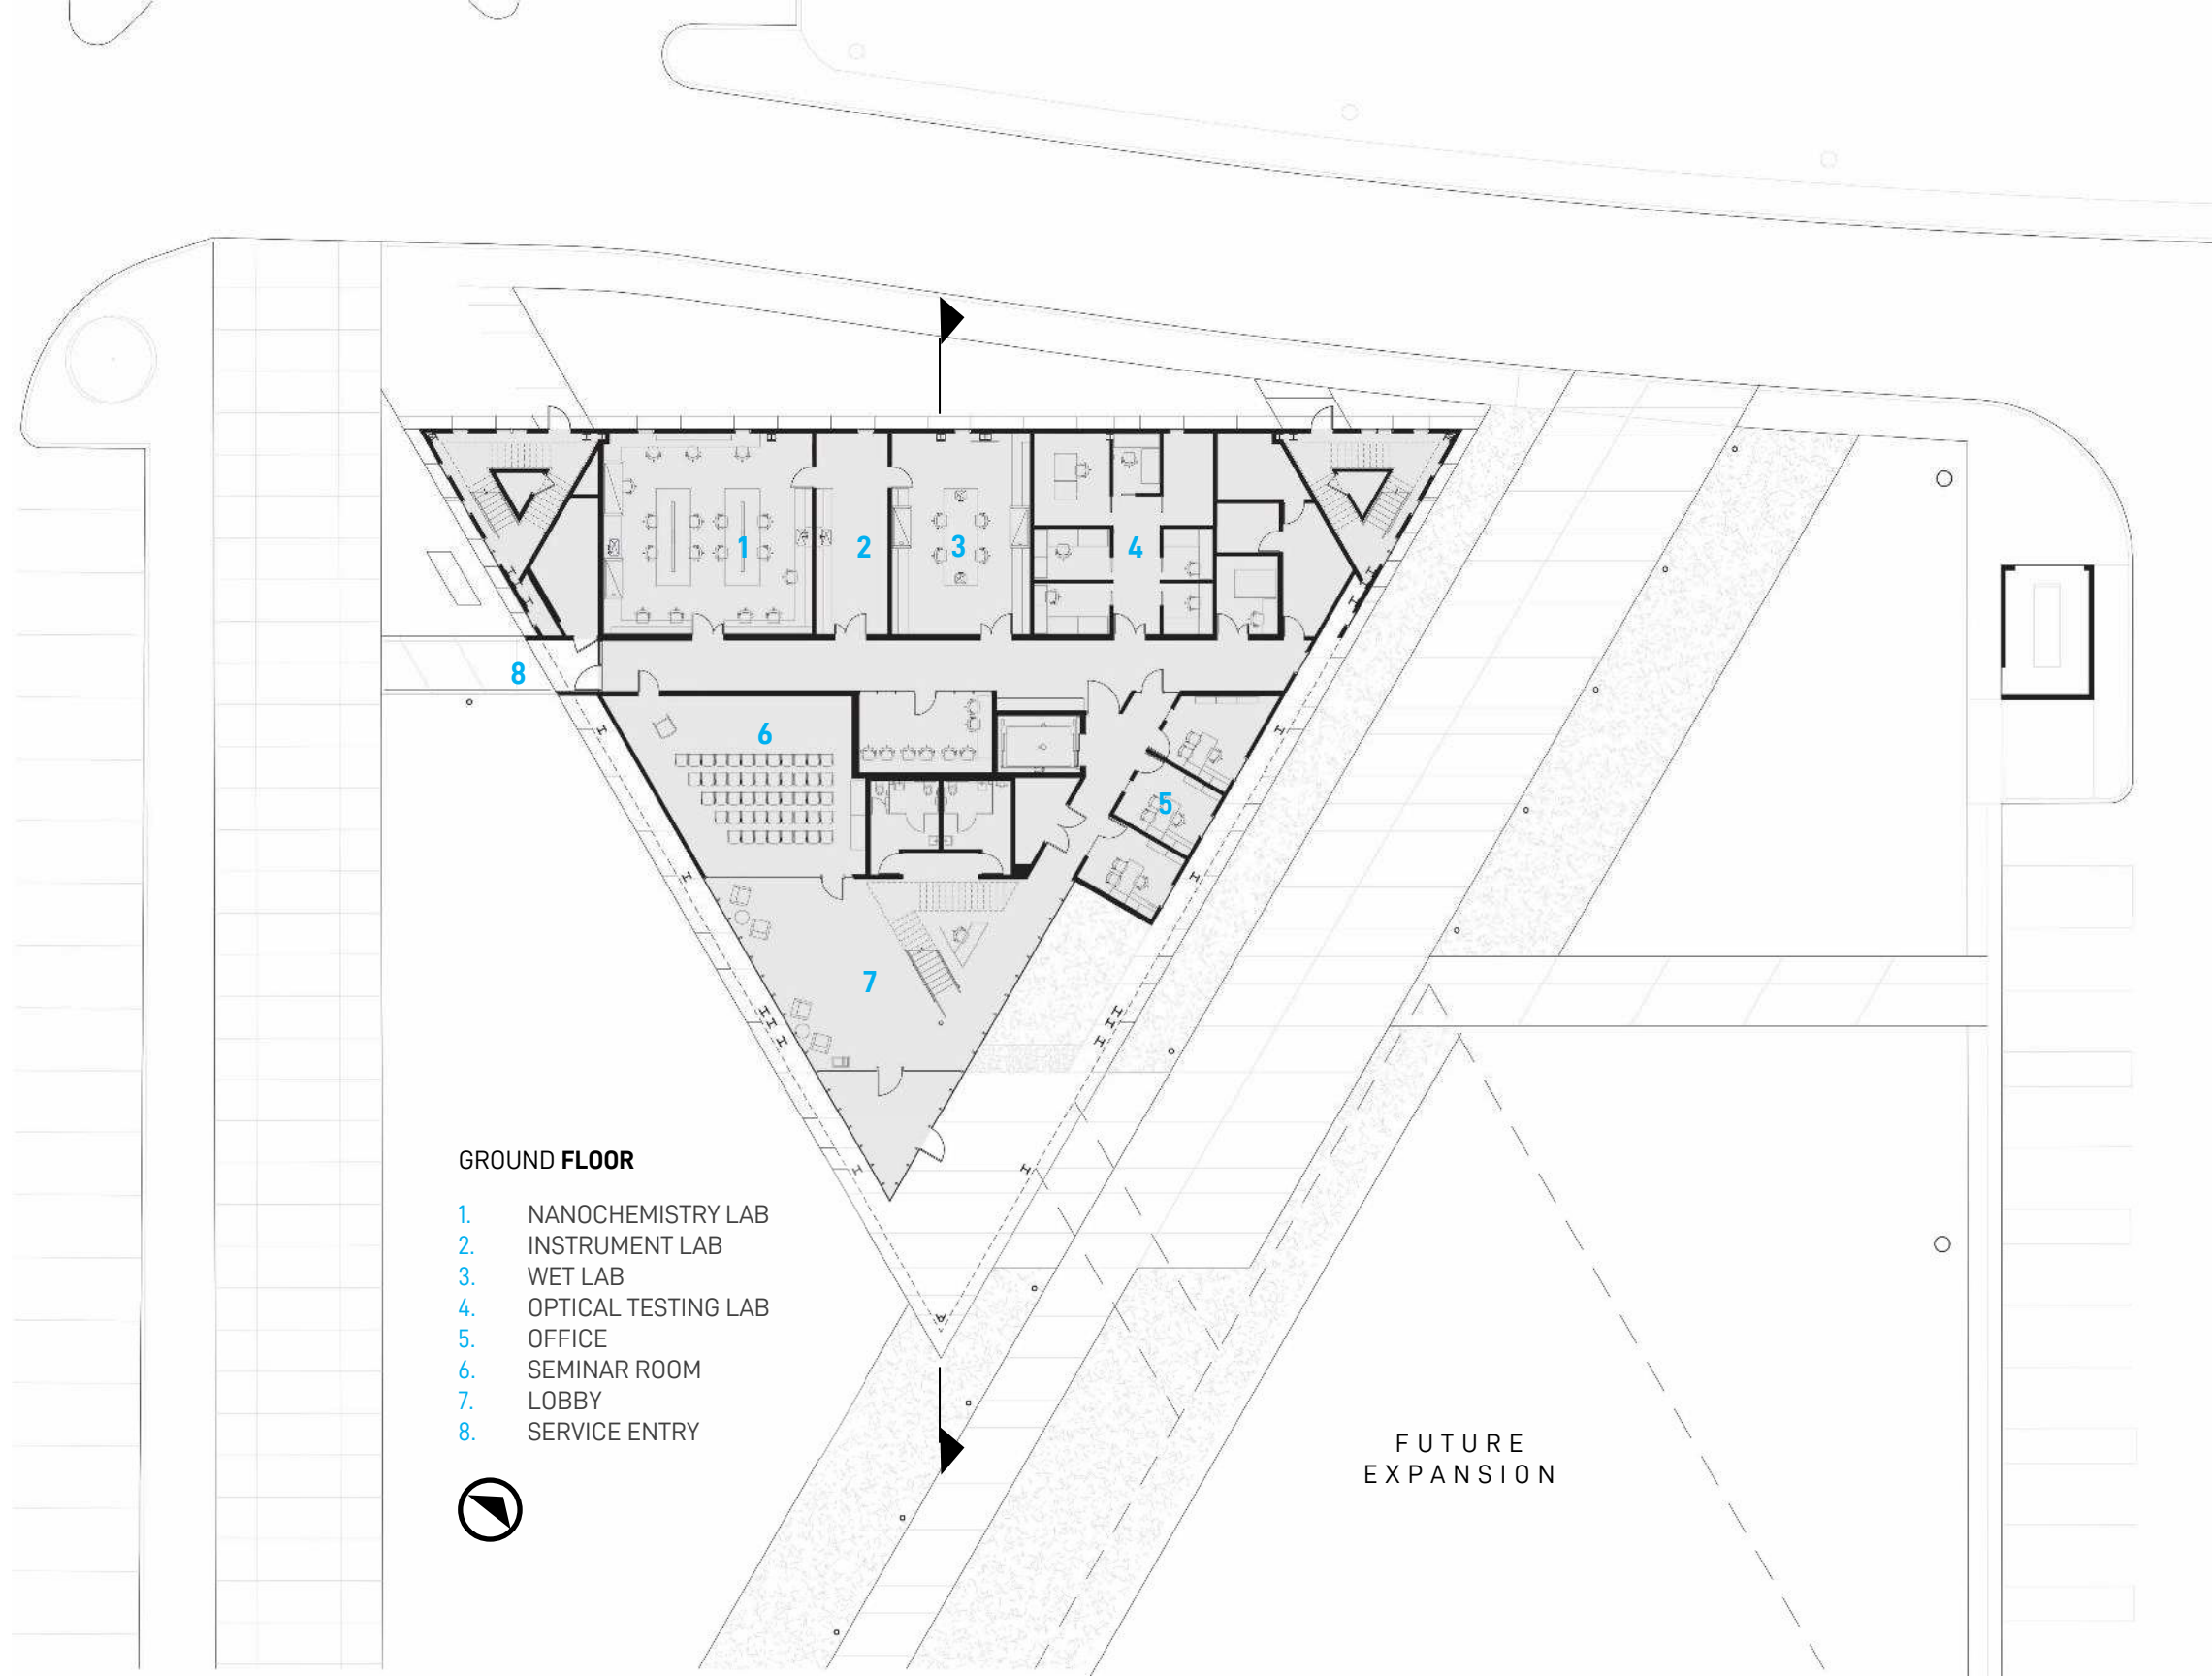 1
2
3
4
8
6
5
7
GROUND FLOOR
1. NANOCHEMISTRY LAB
2. INSTRUMENT LAB
3. WET LAB
4. OPTICAL TESTING LAB
5. OFFICE
6. SEMINAR ROOM
7. LOBBY
8. SERVICE ENTRY
FUTURE
EXPANSION